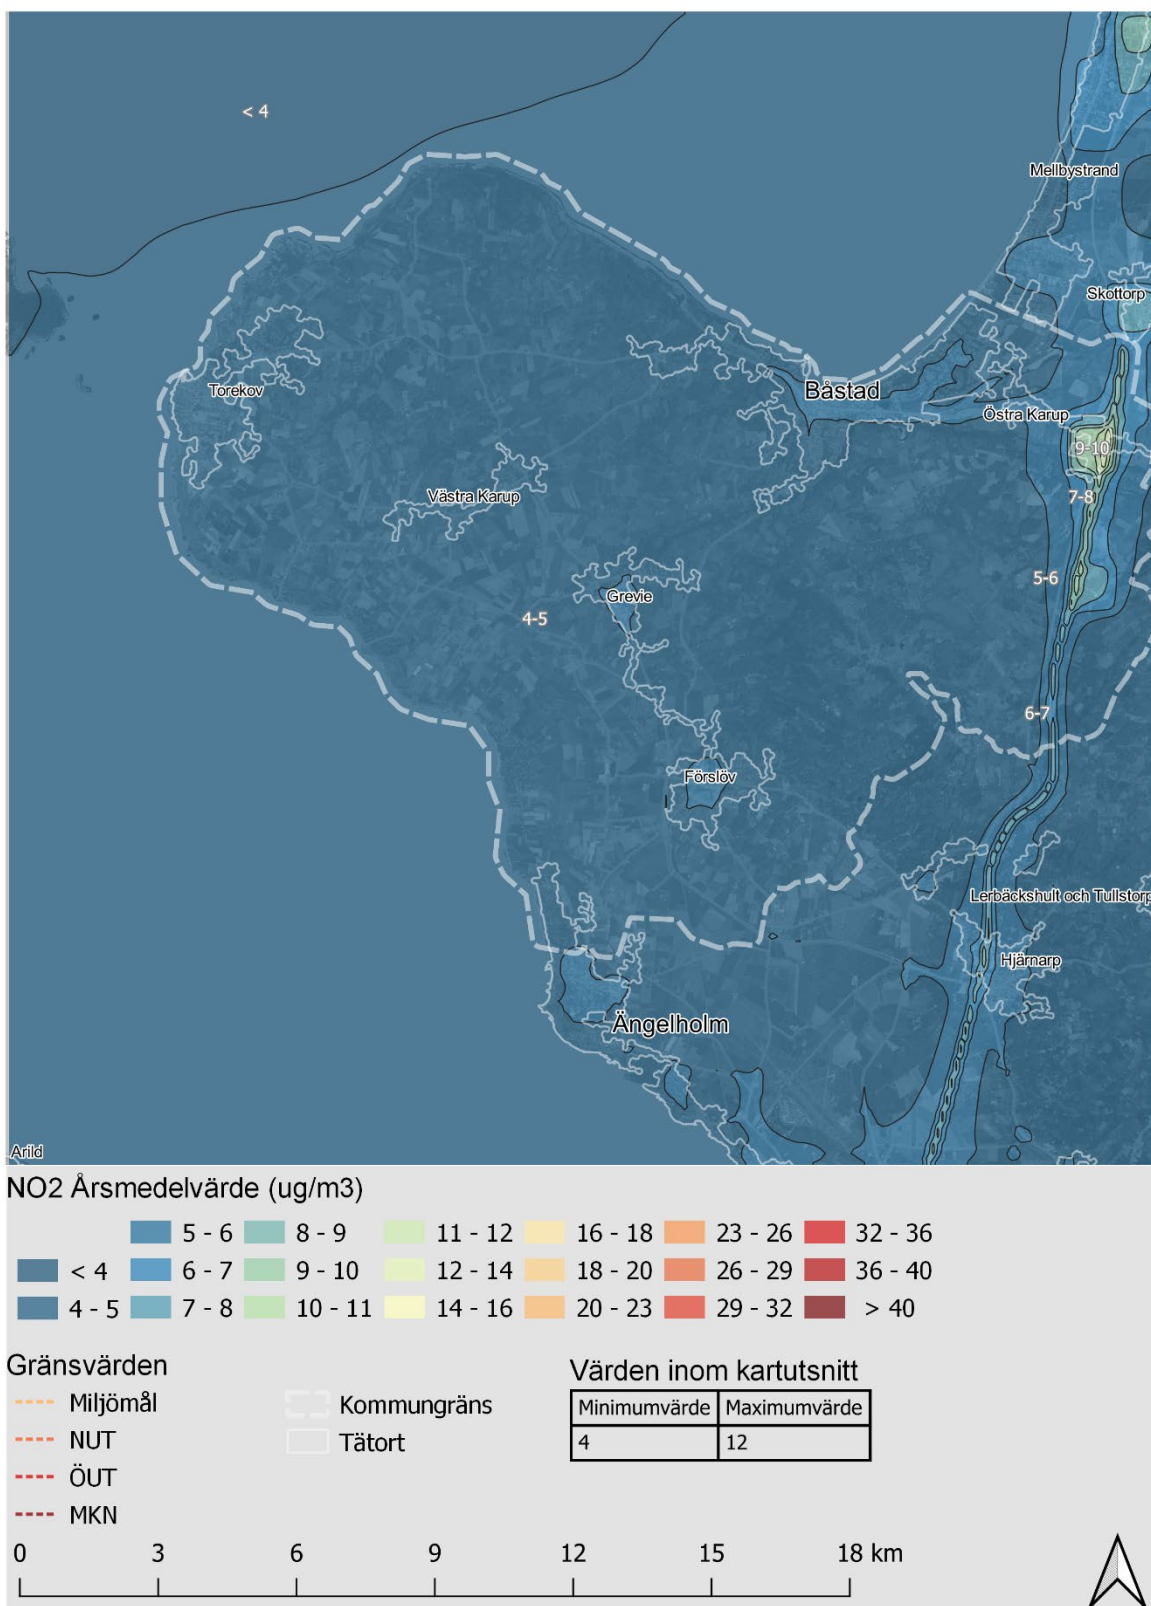 < 4
Mellbystrand
Skottorp
Torekov
Båstad
Östra Karup
9-10
Västra Karup
7-8
5-6
Grevie
4-5
6-7
Förslöv
Lerbäckshult och Tullstorp
Hjärnarp
Ängelholm
Arild
NO2 Årsmedelvärde (ug/m3)
5 - 6 8 - 9 11 - 12 16 - 18 23 - 26 32 - 36
< 4 6 - 7 9 - 10 12 - 14 18 - 20 26 - 29 36 - 40
4 - 5 7 - 8 10 - 11 14 - 16 20 - 23 29 - 32 > 40
Gränsvärden
Miljömål
NUT
ÖUT
MKN
Kommungräns
Tätort
Värden inom kartutsnitt
Minimumvärde Maximumvärde
4 12
0 3 6 9 12 15 18 km